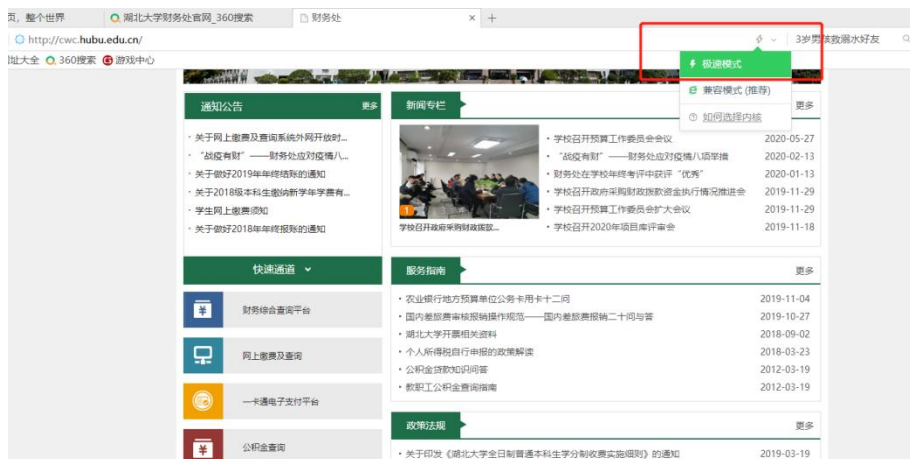 页，整个世界 湖北大学财务处官网_360搜索 财务处
http://cwc.hubu.edu.cn/ 3岁男孩救溺水好友
址大全 360搜索 游戏中心
极速模式
兼容模式 (推荐)
如何选择内核
通知公告 更多
关于网上缴费及查询系统外网开放时...
“战疫有财”——财务处应对疫情八...
关于做好2019年年终结账的通知
关于2018级本科生缴纳新学年学费有...
学生网上缴费须知
关于做好2018年年终报账的通知
新闻专栏 更多
1
学校召开政府采购财政拨款...
学校召开预算工作委员会会议 2020-05-27
“战疫有财”——财务处应对疫情八项举措 2020-02-13
财务处在学校年终考评中获评“优秀” 2020-01-13
学校召开政府采购财政拨款资金执行情况推进会 2019-11-29
学校召开预算工作委员会扩大会议 2019-11-29
学校召开2020年项目库评审会 2019-11-18
快速通道
财务综合查询平台
网上缴费及查询
一卡通电子支付平台
公积金查询
服务指南 更多
农业银行地方预算单位公务卡用卡十二问 2019-11-04
国内差旅费审核报销操作规范——国内差旅费报销二十问与答 2019-10-27
湖北大学开票相关资料 2018-09-02
个人所得税自行申报的政策解读 2018-03-23
公积金贷款知识问答 2012-03-19
教职工公积金查询指南 2012-03-19
政策法规 更多
关于印发《湖北大学全日制普通本科生学分制收费实施细则》的通知 2019-03-19